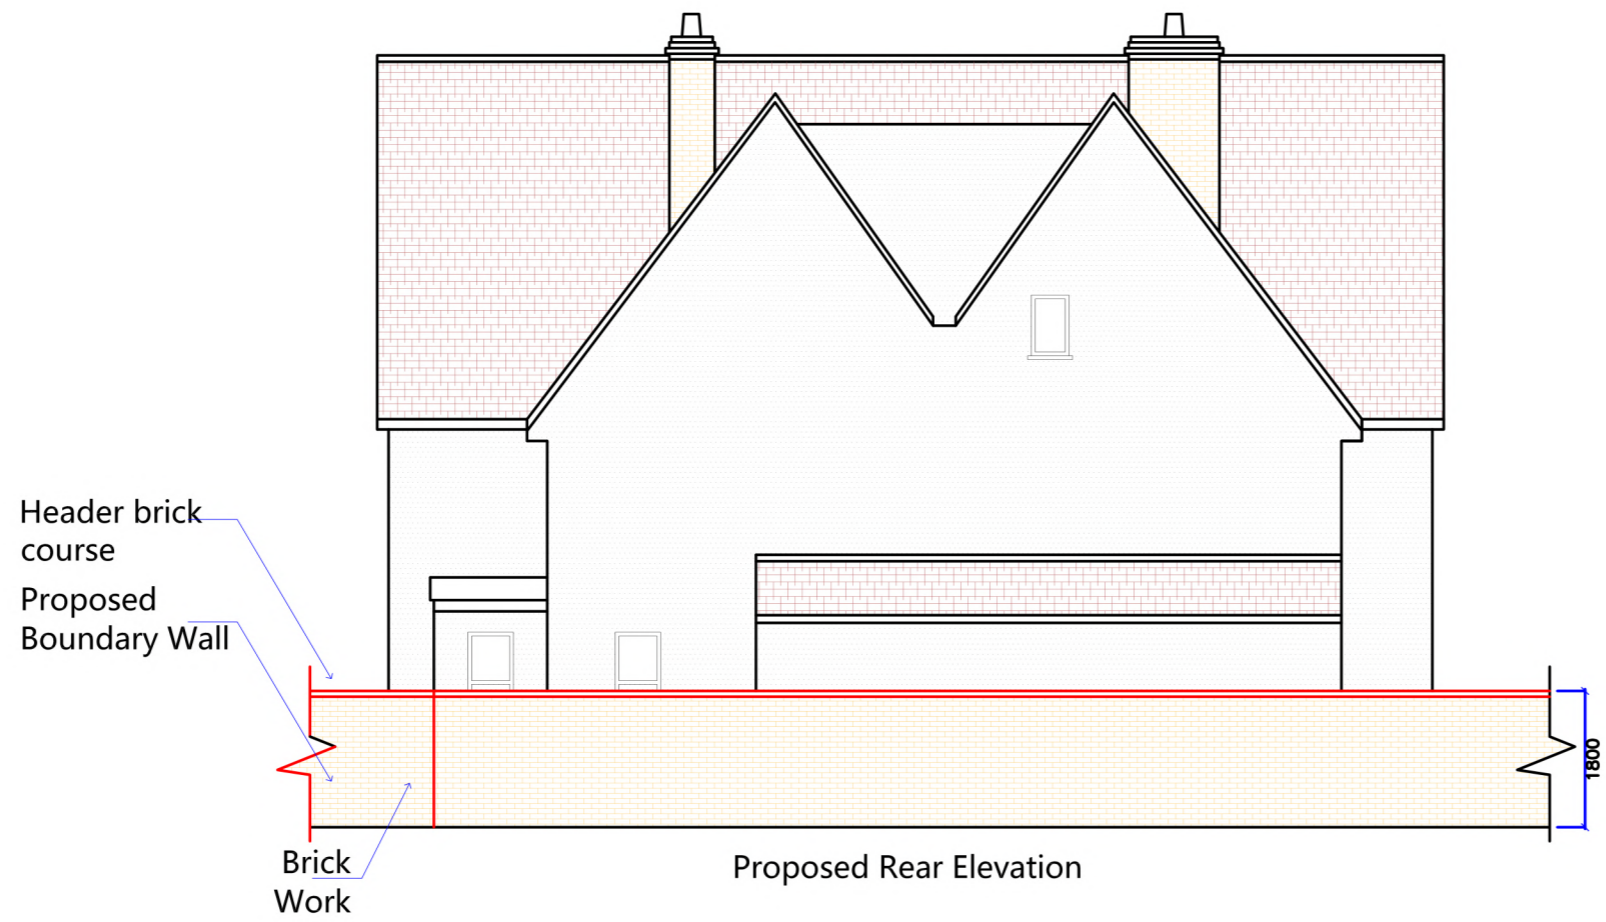 Header brick
course
Proposed
Boundary Wall
1800
Brick
Work
Proposed Rear Elevation